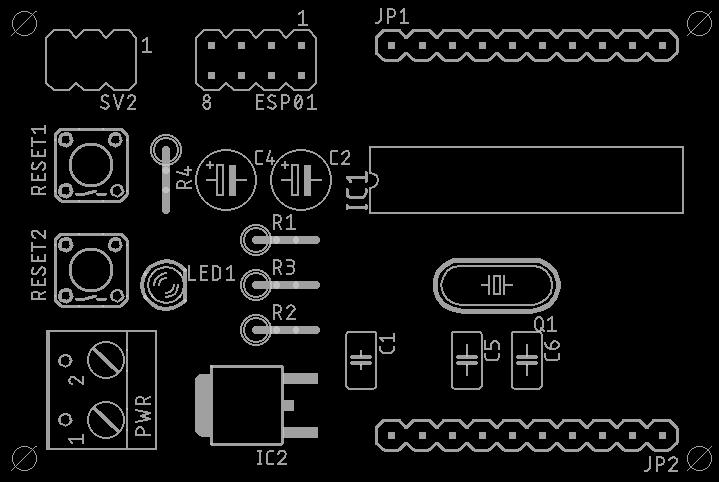 1
JP1
1
SV2
8
ESP01
RESET1
R4
C4
C2
IC1
R1
RESET2
LED1
R3
R2
Q1
C1
C5
C6
2
1
PWR
IC2
JP2